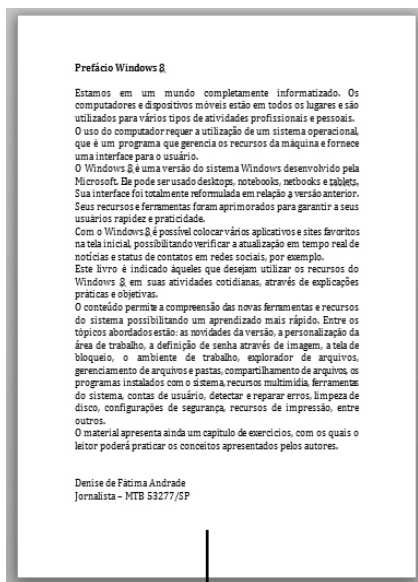 Prefácio Windows 8
Estamos em um mundo completamente informatizado. Os
computadores e dispositivos móveis estão em todos os lugares e são
utilizados para vários tipos de atividades profissionais e pessoais.
O uso do computador requer a utilização de um sistema operacional,
que é um programa que gerencia os recursos da máquina e fornece
uma interface para o usuário.
O Windows 8 é uma versão do sistema Windows desenvolvido pela
Microsoft. Ele pode ser usado desktops, notebooks, netbooks e tablets.
Sua interface foi totalmente reformulada em relação a versão anterior.
Seus recursos e ferramentas foram aprimorados para garantir a seus
usuários rapidez e praticidade.
Com o Windows 8 é possível colocar vários aplicativos e sites favoritos
na tela inicial, possibilitando verificar a atualização em tempo real de
notícias e status de contatos em redes sociais, por exemplo.
Este livro é indicado àqueles que desejam utilizar os recursos do
Windows 8 em suas atividades cotidianas, através de explicações
práticas e objetivas.
O conteúdo permite a compreensão das novas ferramentas e recursos
do sistema possibilitando um aprendizado mais rápido. Entre os
tópicos abordados estão: as novidades da versão, a personalização da
área de trabalho, a definição de senha através de imagem, a tela de
bloqueio, o ambiente de trabalho, explorador de arquivos,
gerenciamento de arquivos e pastas, compartilhamento de arquivos, os
programas instalados com o sistema, recursos multimídia, ferramentas
do sistema, contas de usuário, detectar e reparar erros, limpeza de
disco, configurações de segurança, recursos de impressão, entre
outros.
O material apresenta ainda um capítulo de exercícios, com os quais o
leitor poderá praticar os conceitos apresentados pelos autores.
Denise de Fátima Andrade
Jornalista – MTB 53277/SP